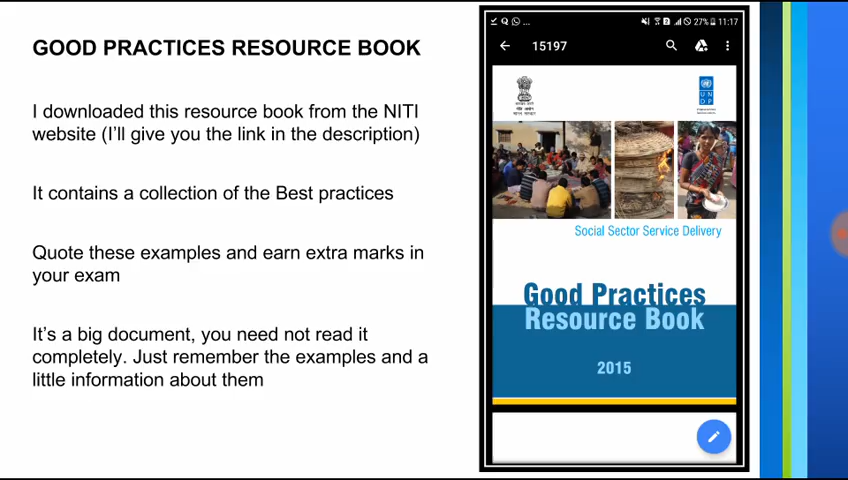 GOOD PRACTICES RESOURCE BOOK
I downloaded this resource book from the NITI
website (I'll give you the link in the description)
It contains a collection of the Best practices
Quote these examples and earn extra marks in
your exam
It's a big document, you need not read it
completely. Just remember the examples and a
little information about them
27% 11:17
15197
Social Sector Service Delivery
Good Practices
Resource Book
2015